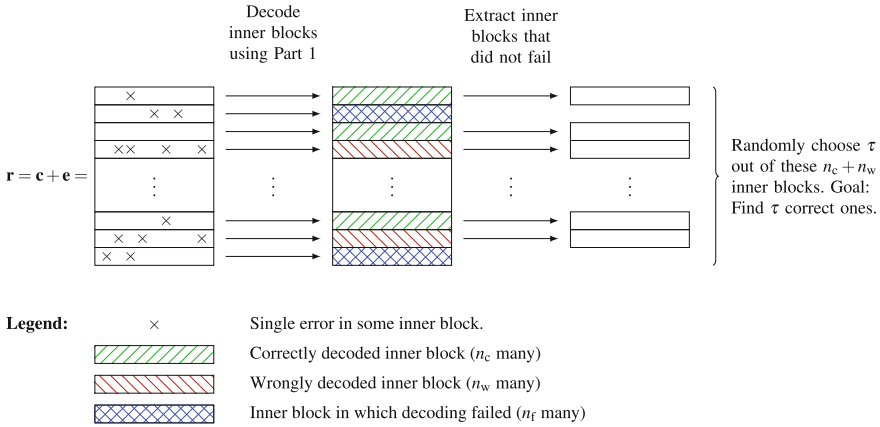 Decode
inner blocks
using Part 1
Extract inner
blocks that
did not fail
r = c + e =
Randomly choose τ
out of these n_c + n_w
inner blocks. Goal:
Find τ correct ones.
Legend:
× Single error in some inner block.
Correctly decoded inner block (n_c many)
Wrongly decoded inner block (n_w many)
Inner block in which decoding failed (n_f many)